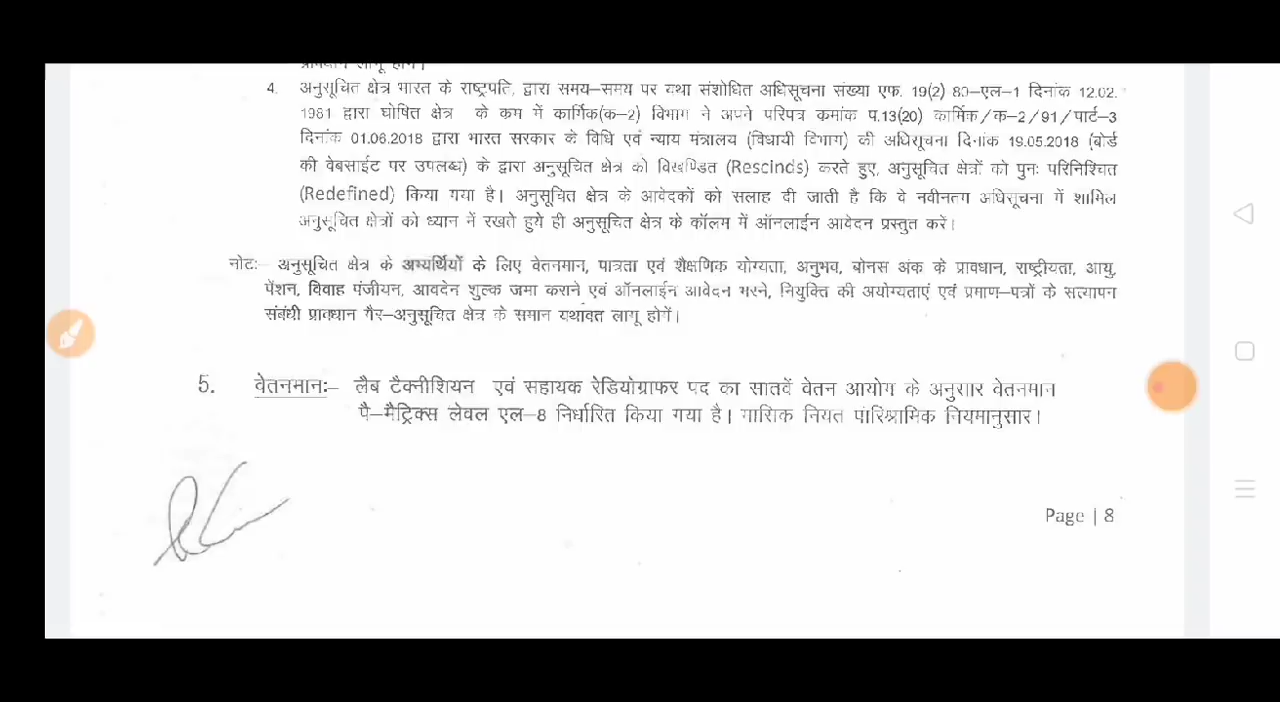 प्रावधान लागू होंगे।
4. अनुसूचित क्षेत्र भारत के राष्ट्रपति, द्वारा समय–समय पर यथा संशोधित अधिसूचना संख्या एफ. 19(2) 80–एल–1 दिनांक 12.02.
1981 द्वारा घोषित क्षेत्र के कम में कार्मिक(क–2) विभाग ने अपने परिपत्र कमांक प.13(20) कार्मिक/क–2/91/पार्ट–3
दिनांक 01.06.2018 द्वारा भारत सरकार के विधि एवं न्याय मंत्रालय (विधायी विभाग) की अधिसूचना दिनांक 19.05.2018 (बोर्ड
की वेबसाईट पर उपलब्ध) के द्वारा अनुसूचित क्षेत्र को विखण्डित (Rescinds) करते हुए, अनुसूचित क्षेत्रों को पुनः परिनिश्चित
(Redefined) किया गया है। अनुसूचित क्षेत्र के आवेदकों को सलाह दी जाती है कि वे नवीनतम अधिसूचना में शामिल
अनुसूचित क्षेत्रों को ध्यान में रखते हुये ही अनुसूचित क्षेत्र के कॉलम में ऑनलाईन आवेदन प्रस्तुत करें।
नोटः– अनुसूचित क्षेत्र के अभ्यर्थियों के लिए वेतनमान, पात्रता एवं शैक्षणिक योग्यता, अनुभव, बोनस अंक के प्रावधान, राष्ट्रीयता, आयु,
पेंशन, विवाह पंजीयन, आवदेन शुल्क जमा कराने एवं ऑनलाईन आवेदन भरने, नियुक्ति की अयोग्यताएं एवं प्रमाण–पत्रों के सत्यापन
संबंधी प्रावधान गैर–अनुसूचित क्षेत्र के समान यथावत लागू होगें।
5. वेतनमानः– लैब टैक्नीशियन एवं सहायक रेडियोग्राफर पद का सातवें वेतन आयोग के अनुसार वेतनमान
पै–मैट्रिक्स लेवल एल–8 निर्धारित किया गया है। मासिक नियत पारिश्रामिक नियमानुसार।
Page | 8